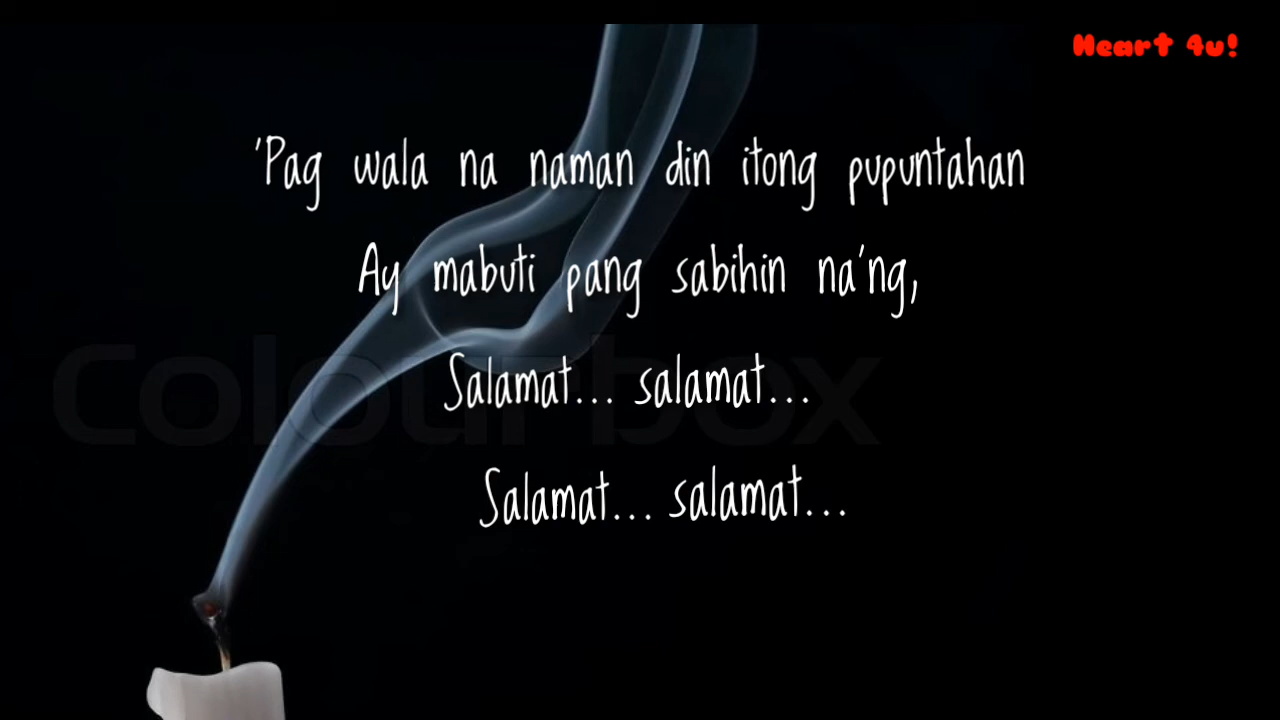 Heart 4u!
'Pag wala na naman din itong pupuntahan
Ay mabuti pang sabihin na'ng,
Salamat... salamat...
Salamat... salamat...
Colourbox